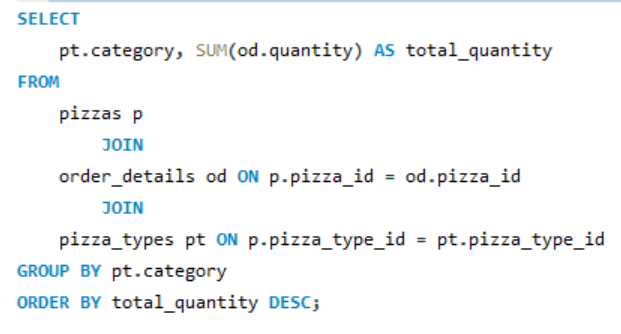 SELECT
pt.category, SUM(od.quantity) AS total_quantity
FROM
pizzas p
JOIN
order_details od ON p.pizza_id = od.pizza_id
JOIN
pizza_types pt ON p.pizza_type_id = pt.pizza_type_id
GROUP BY pt.category
ORDER BY total_quantity DESC;